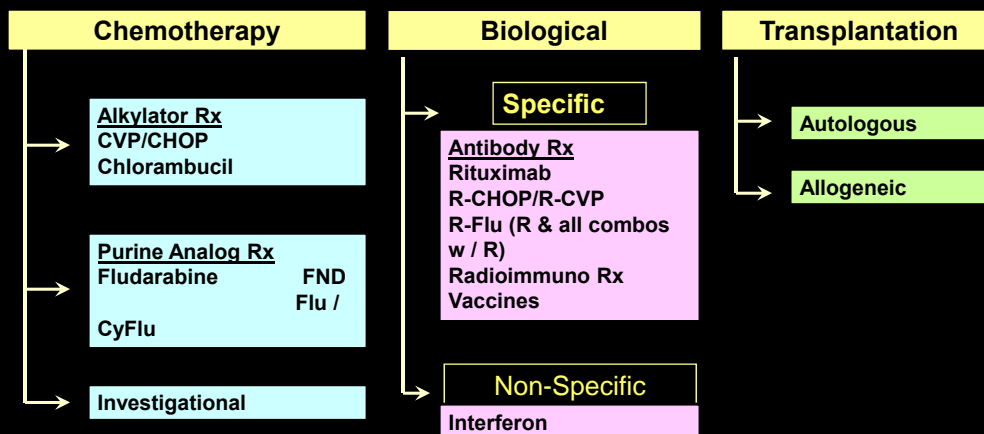 Chemotherapy
Alkylator Rx
CVP/CHOP
Chlorambucil
Purine Analog Rx
Fludarabine FND
Flu /
CyFlu
Investigational
Biological
Specific
Antibody Rx
Rituximab
R-CHOP/R-CVP
R-Flu (R & all combos
w / R)
Radioimmuno Rx
Vaccines
Non-Specific
Interferon
Transplantation
Autologous
Allogeneic